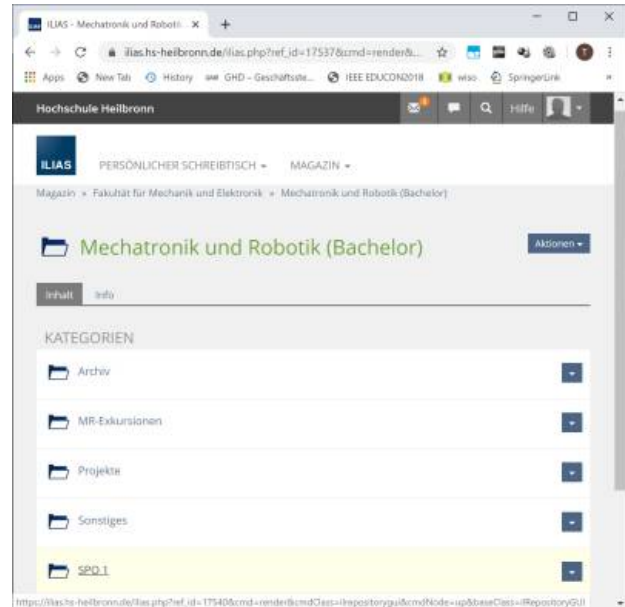 ILIAS - Mechatronik und Roboti
ilias.hs-heilbronn.de/ilias.php?ref_id=17537&cmd=render&...
Apps New Tab History GHD - Geschäftsste... IEEE EDUCON2018 wiso SpringerLink
Hochschule Heilbronn
Hilfe
ILIAS PERSÖNLICHER SCHREIBTISCH MAGAZIN
Magazin » Fakultät für Mechanik und Elektronik » Mechatronik und Robotik (Bachelor)
Mechatronik und Robotik (Bachelor)
Aktionen
Inhalt Info
KATEGORIEN
Archiv
MR-Exkursionen
Projekte
Sonstiges
SPO.1
https://ilias.hs-heilbronn.de/ilias.php?ref_id=17540&cmd=render&cmdClass=ilrepositorygui&cmdNode=up&baseClass=ilRepositoryGUI